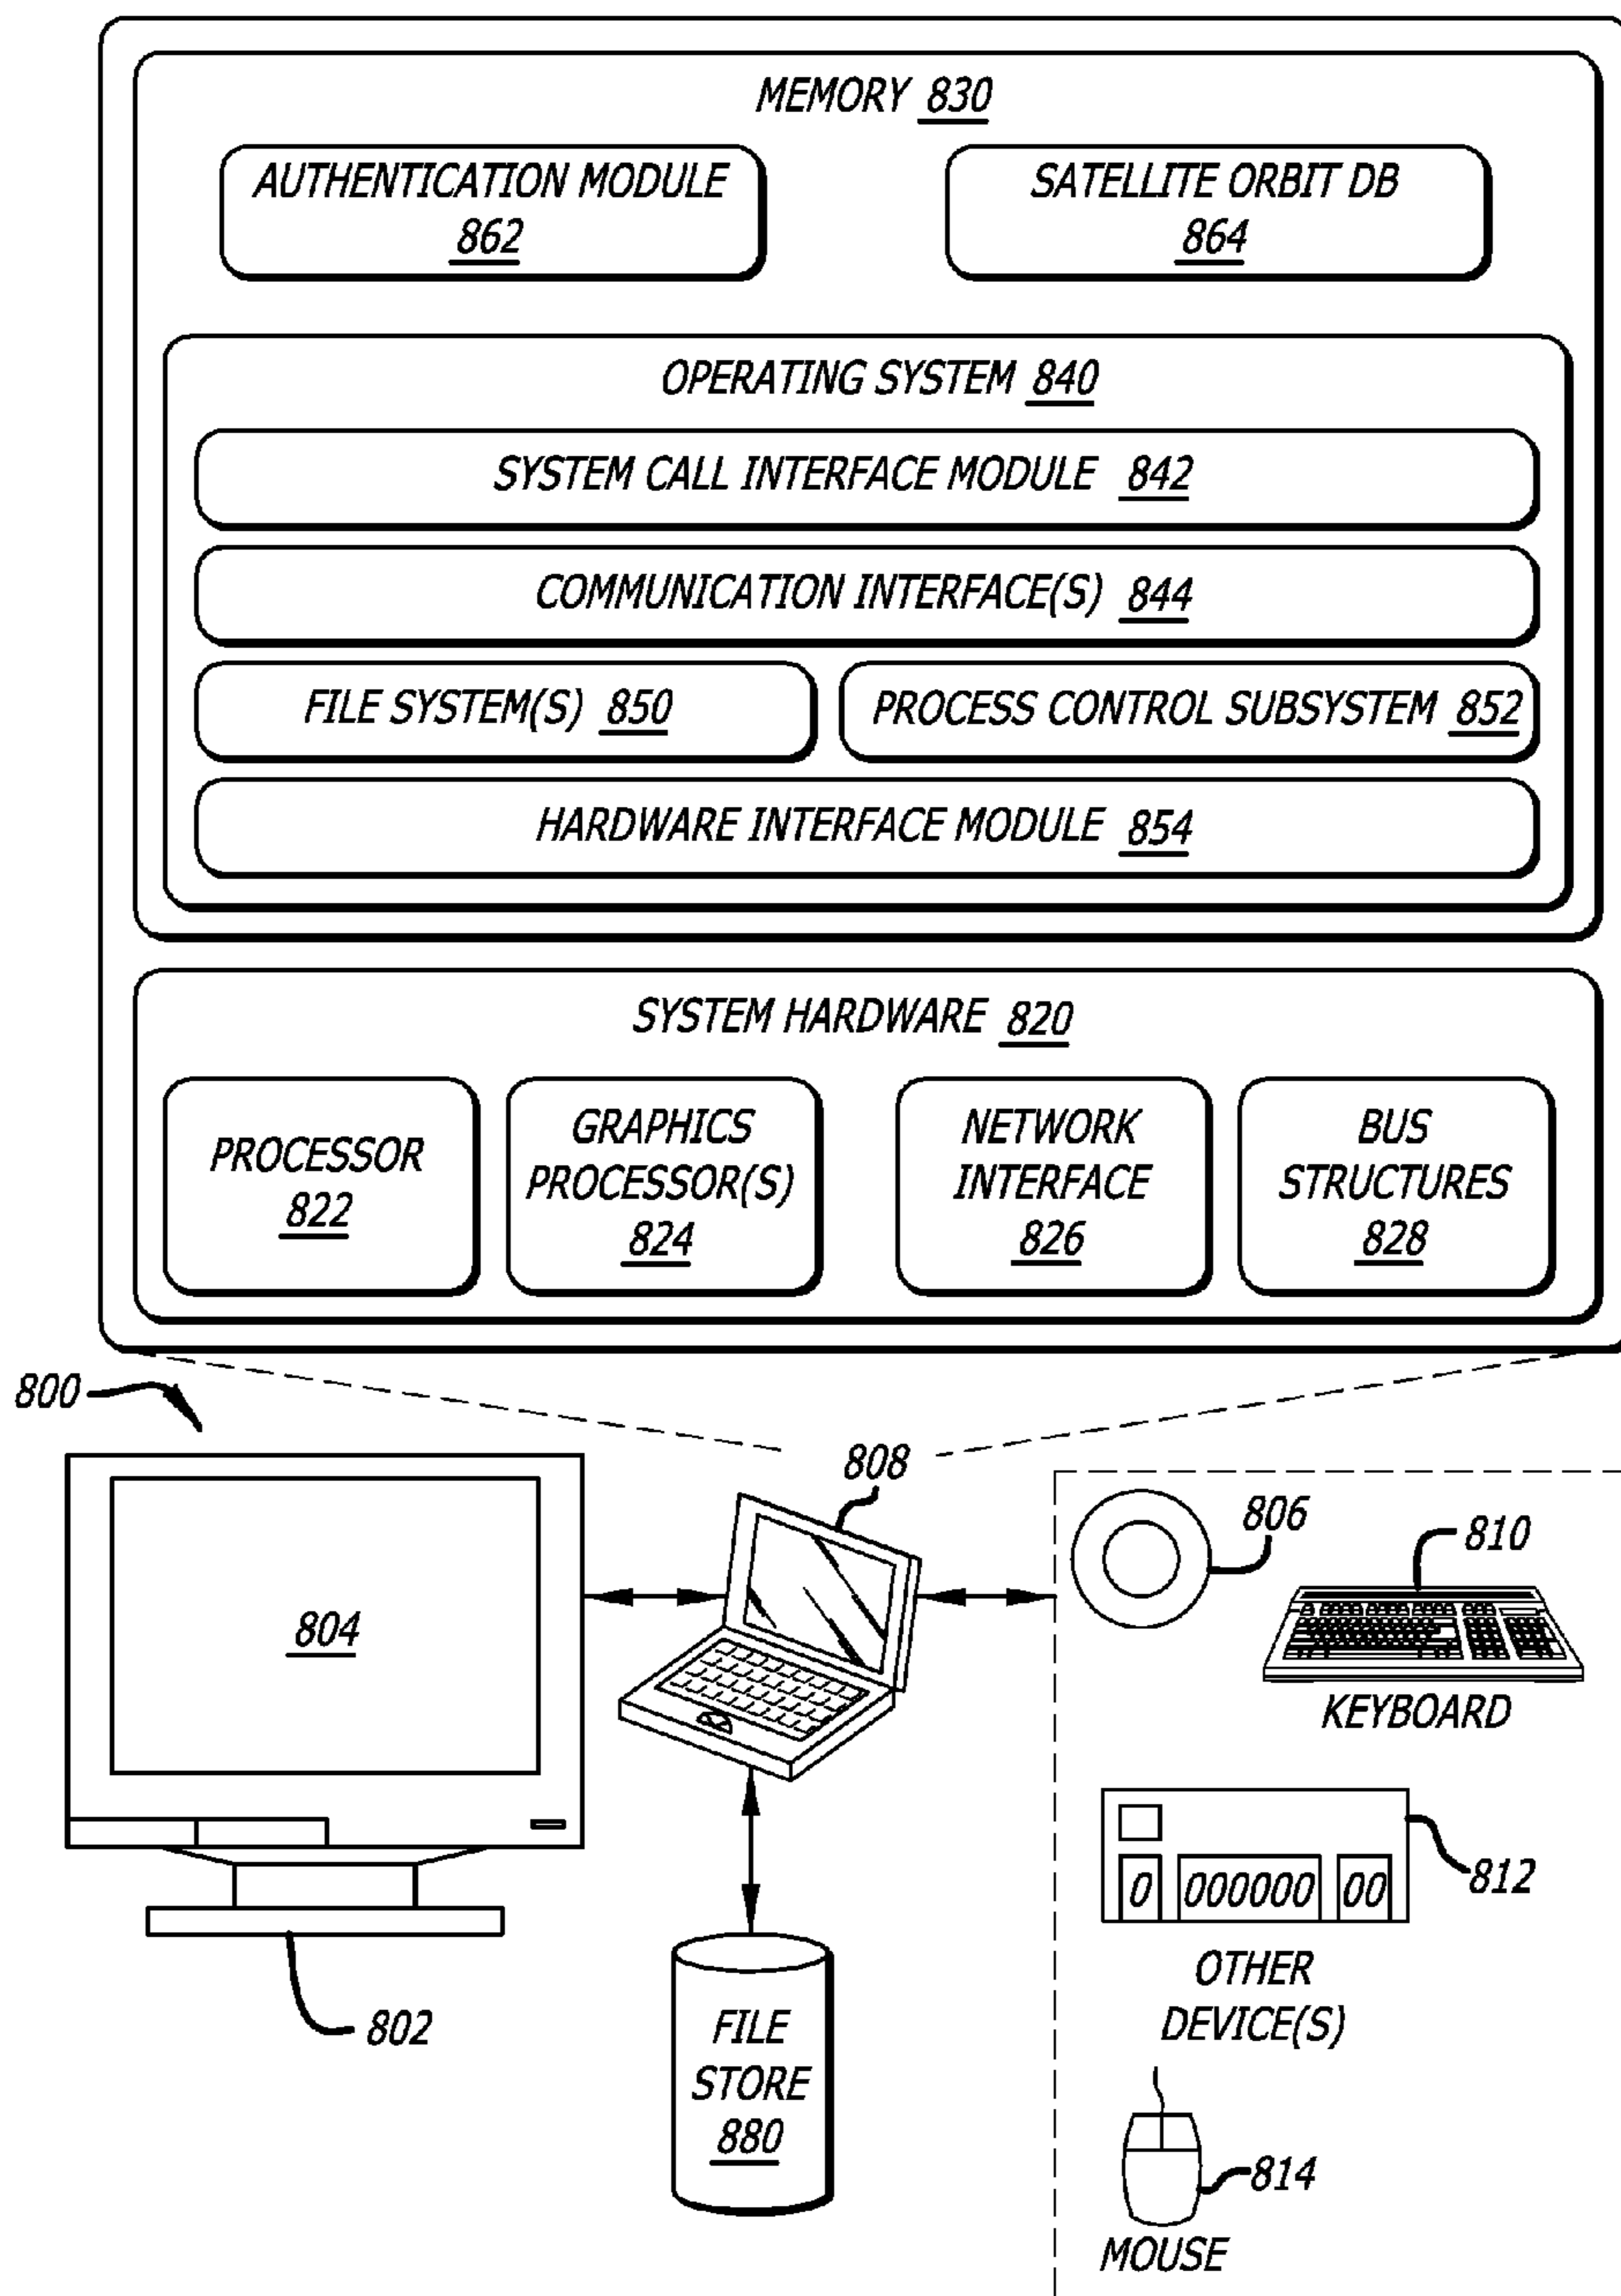 MEMORY 830
AUTHENTICATION MODULE
862
SATELLITE ORBIT DB
864
OPERATING SYSTEM 840
SYSTEM CALL INTERFACE MODULE 842
COMMUNICATION INTERFACE(S) 844
FILE SYSTEM(S) 850
PROCESS CONTROL SUBSYSTEM 852
HARDWARE INTERFACE MODULE 854
SYSTEM HARDWARE 820
PROCESSOR
822
GRAPHICS
PROCESSOR(S)
824
NETWORK
INTERFACE
826
BUS
STRUCTURES
828
800
808
806
810
804
KEYBOARD
0 000000 00
812
OTHER
DEVICE(S)
802
FILE
STORE
880
814
MOUSE